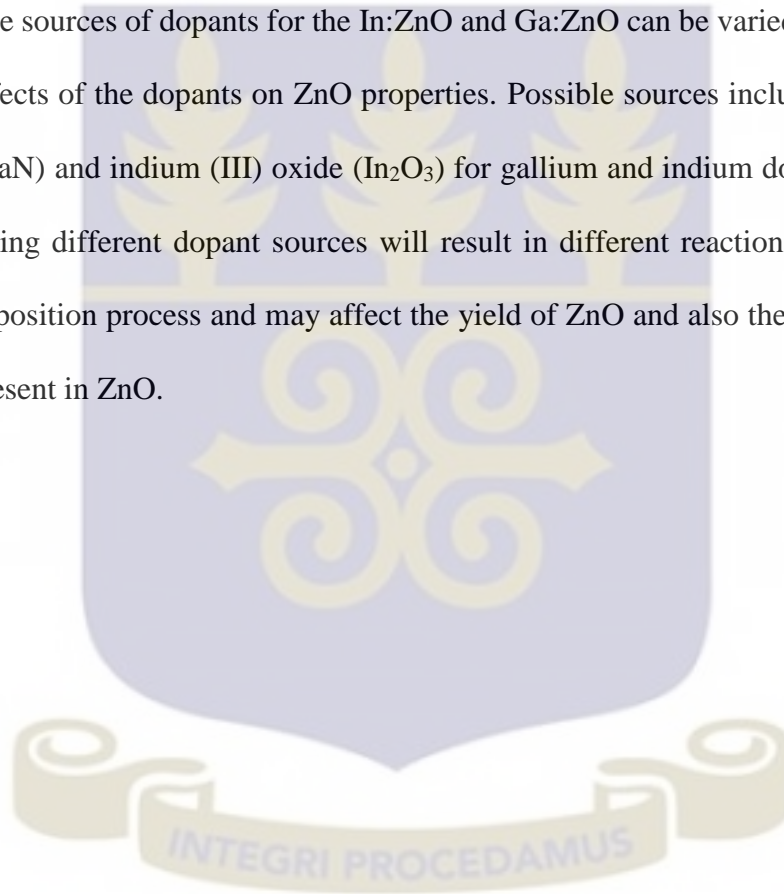 e sources of dopants for the In:ZnO and Ga:ZnO can be varied
fects of the dopants on ZnO properties. Possible sources inclu
aN) and indium (III) oxide (In₂O₃) for gallium and indium do
ing different dopant sources will result in different reaction
position process and may affect the yield of ZnO and also the
esent in ZnO.
INTEGRI PROCEDAMUS